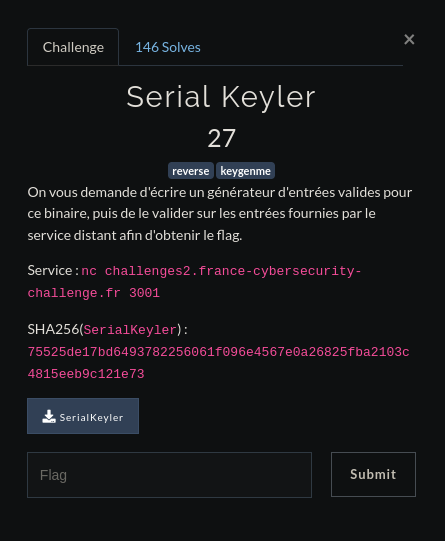 Challenge
146 Solves
×
Serial Keyler
27
reverse keygenme
On vous demande d'écrire un générateur d'entrées valides pour
ce binaire, puis de le valider sur les entrées fournies par le
service distant afin d'obtenir le flag.
Service : nc challenges2.france-cybersecurity-
challenge.fr 3001
SHA256(SerialKeyler) :
75525de17bd6493782256061f096e4567e0a26825fba2103c
4815eeb9c121e73
SerialKeyler
Flag
Submit